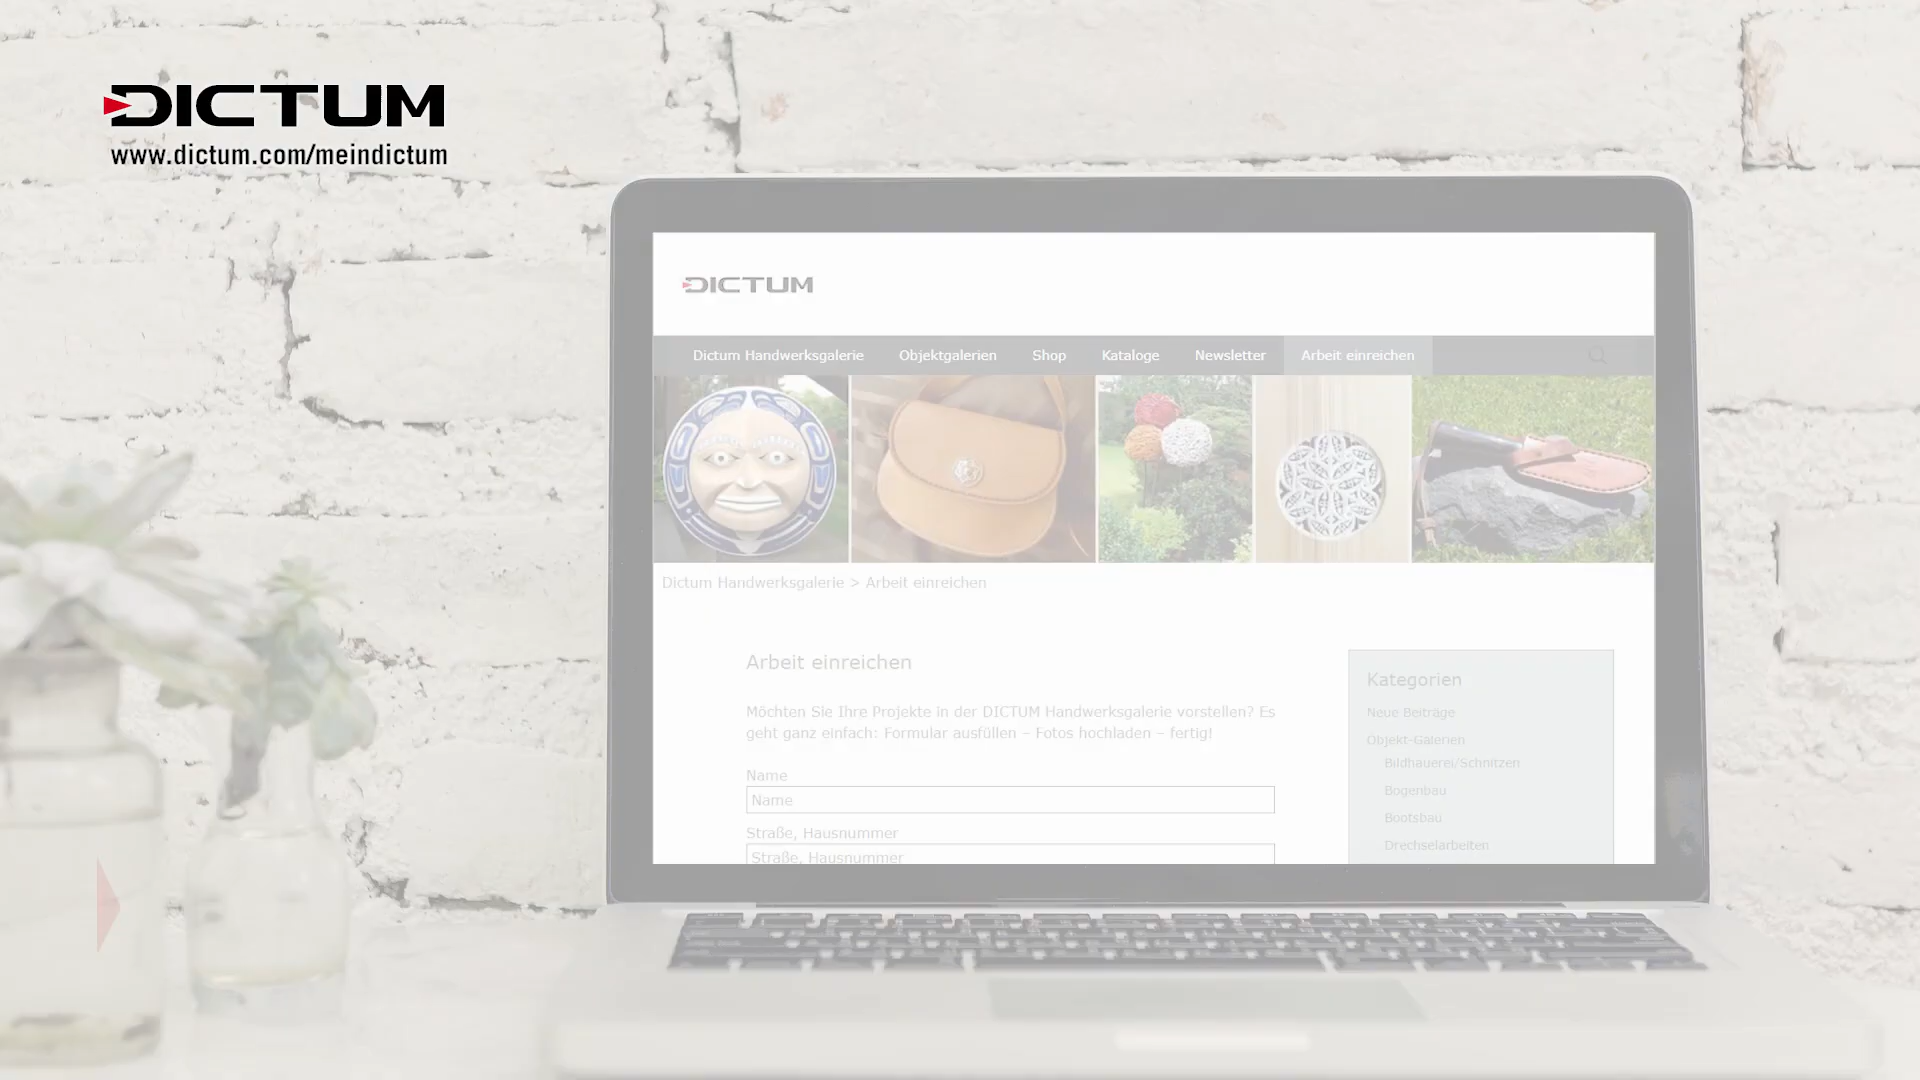 DICTUM
www.dictum.com/meindictum
DICTUM
Dictum Handwerksgalerie Objektgalerien Shop Kataloge Newsletter Arbeit einreichen
Dictum Handwerksgalerie > Arbeit einreichen
Arbeit einreichen
Möchten Sie Ihre Projekte in der DICTUM Handwerksgalerie vorstellen? Es
geht ganz einfach: Formular ausfüllen – Fotos hochladen – fertig!
Name
Name
Straße, Hausnummer
Straße, Hausnummer
Kategorien
Neue Beiträge
Objekt-Galerien
Bildhauerei/Schnitzen
Bogenbau
Bootsbau
Drechselarbeiten